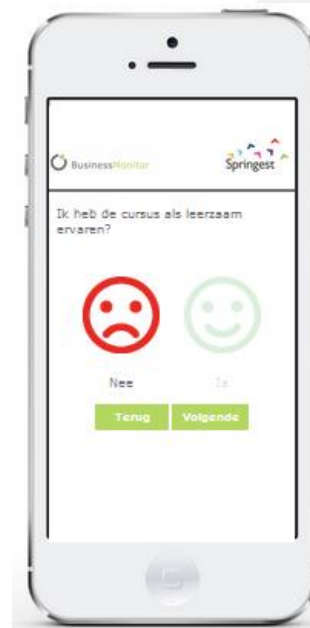 BusinessMonitor
Springest
Ik heb de cursus als leerzaam
ervaren?
Nee
Ja
Terug
Volgende